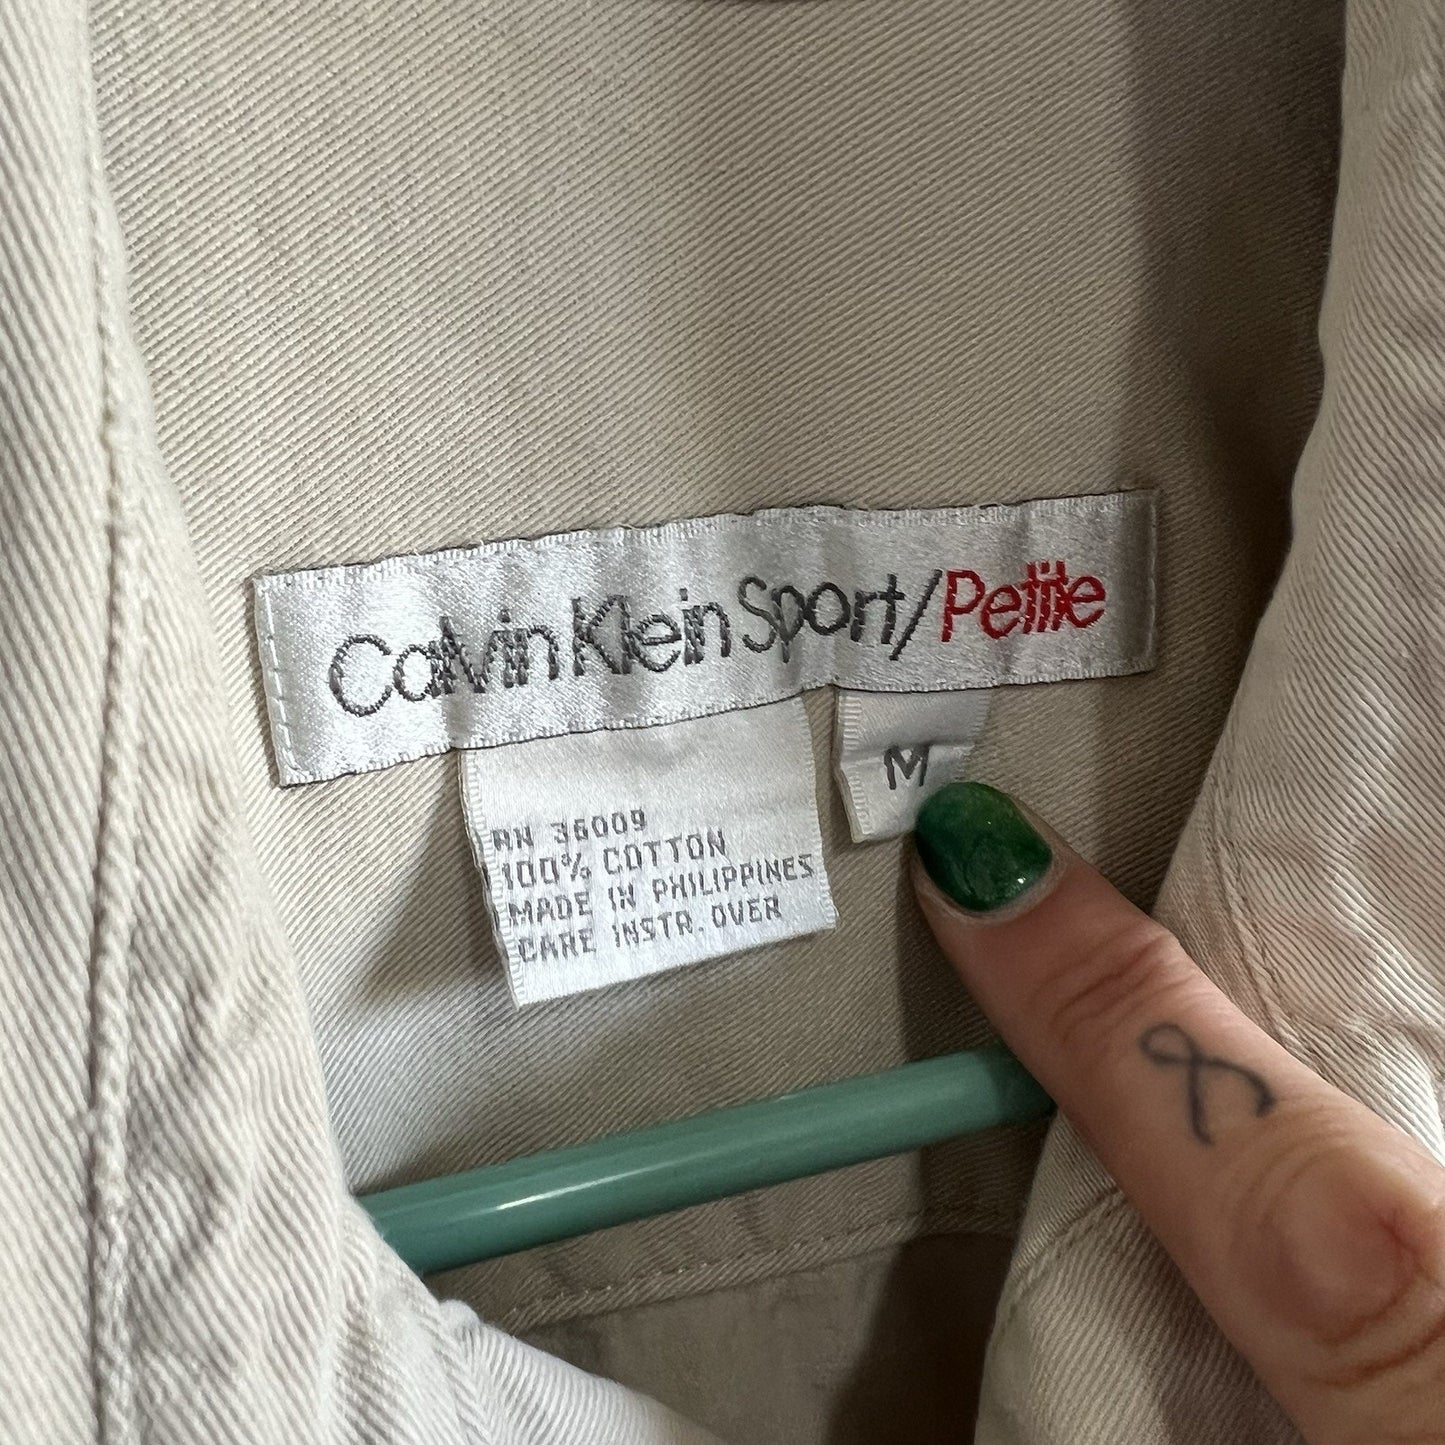 Calvin Klein Sport/Petite
M
RN 36009
100% COTTON
MADE IN PHILIPPINES
CARE INSTR. OVER